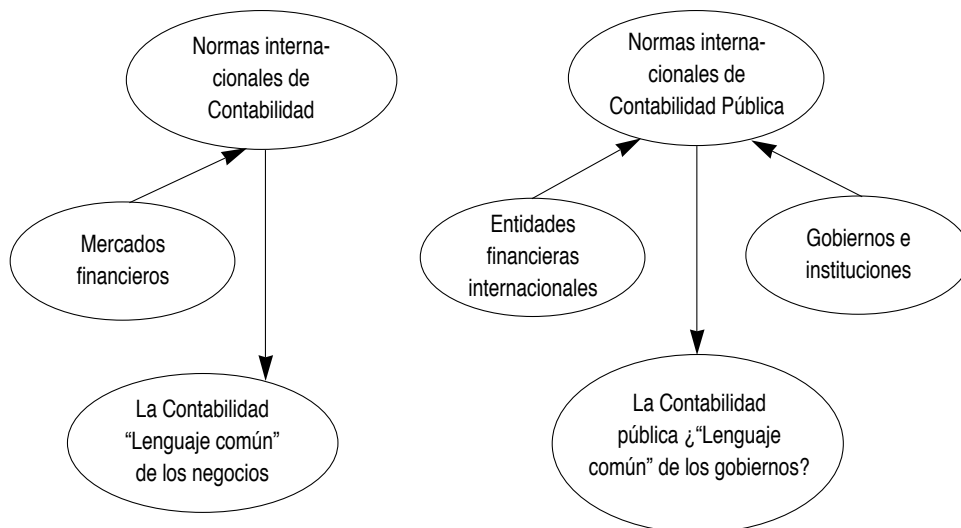 Normas interna-
cionales de
Contabilidad
Mercados
financieros
La Contabilidad
“Lenguaje común”
de los negocios
Normas interna-
cionales de
Contabilidad Pública
Entidades
financieras
internacionales
Gobiernos e
instituciones
La Contabilidad
pública ¿“Lenguaje
común” de los gobiernos?